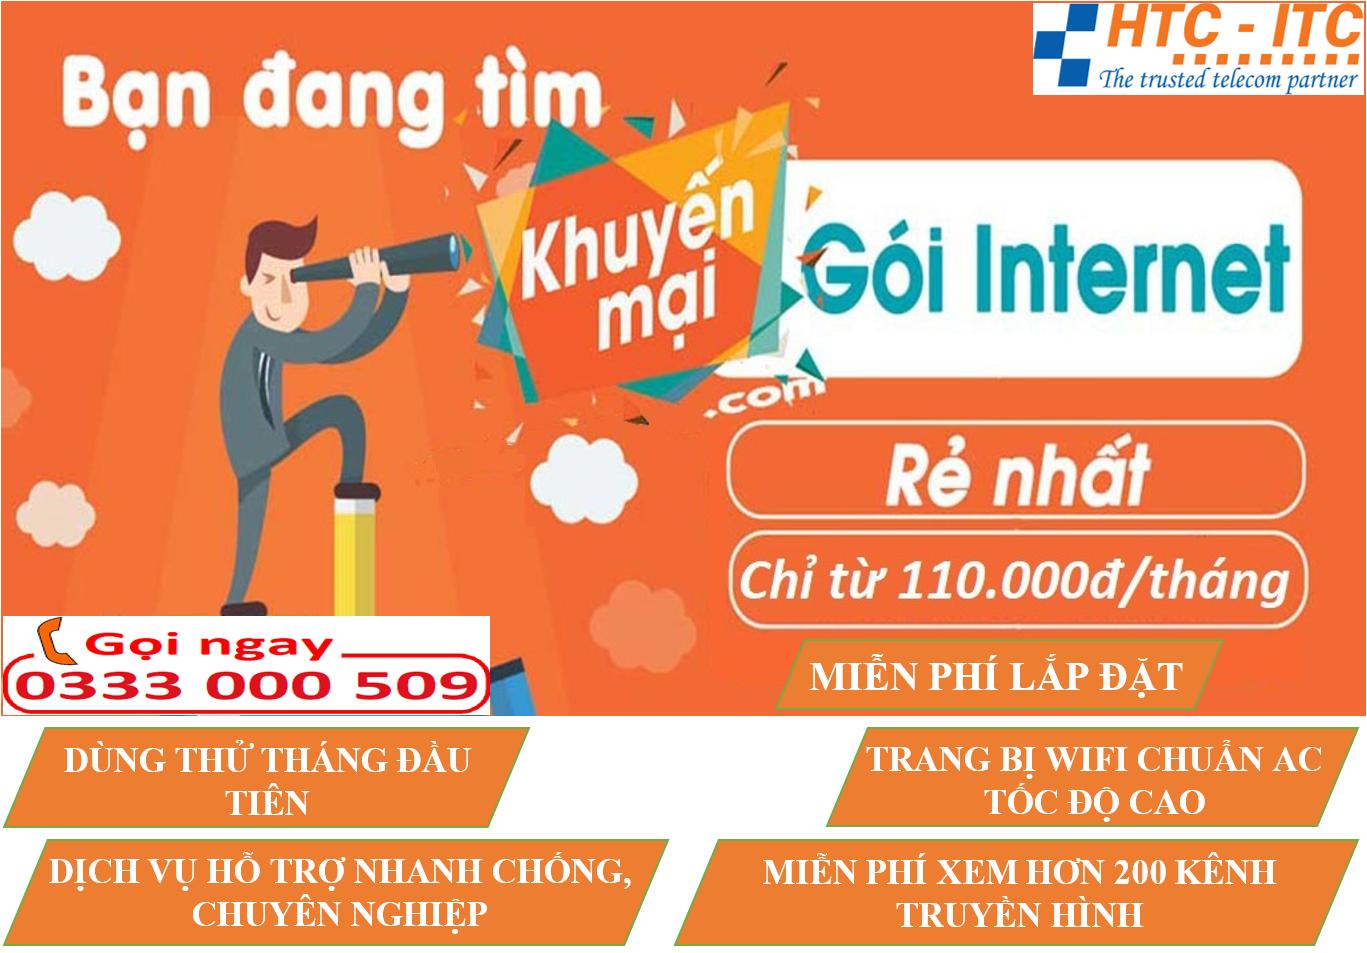 HTC - ITC
The trusted telecom partner
Bạn đang tìm
Khuyến
mại
Gói Internet
.com
Rẻ nhất
Chỉ từ 110.000đ/tháng
Gọi ngay
0333 000 509
MIỄN PHÍ LẮP ĐẶT
DÙNG THỬ THÁNG ĐẦU
TIÊN
TRANG BỊ WIFI CHUẨN AC
TỐC ĐỘ CAO
DỊCH VỤ HỖ TRỢ NHANH CHÓNG,
CHUYÊN NGHIỆP
MIỄN PHÍ XEM HƠN 200 KÊNH
TRUYỀN HÌNH